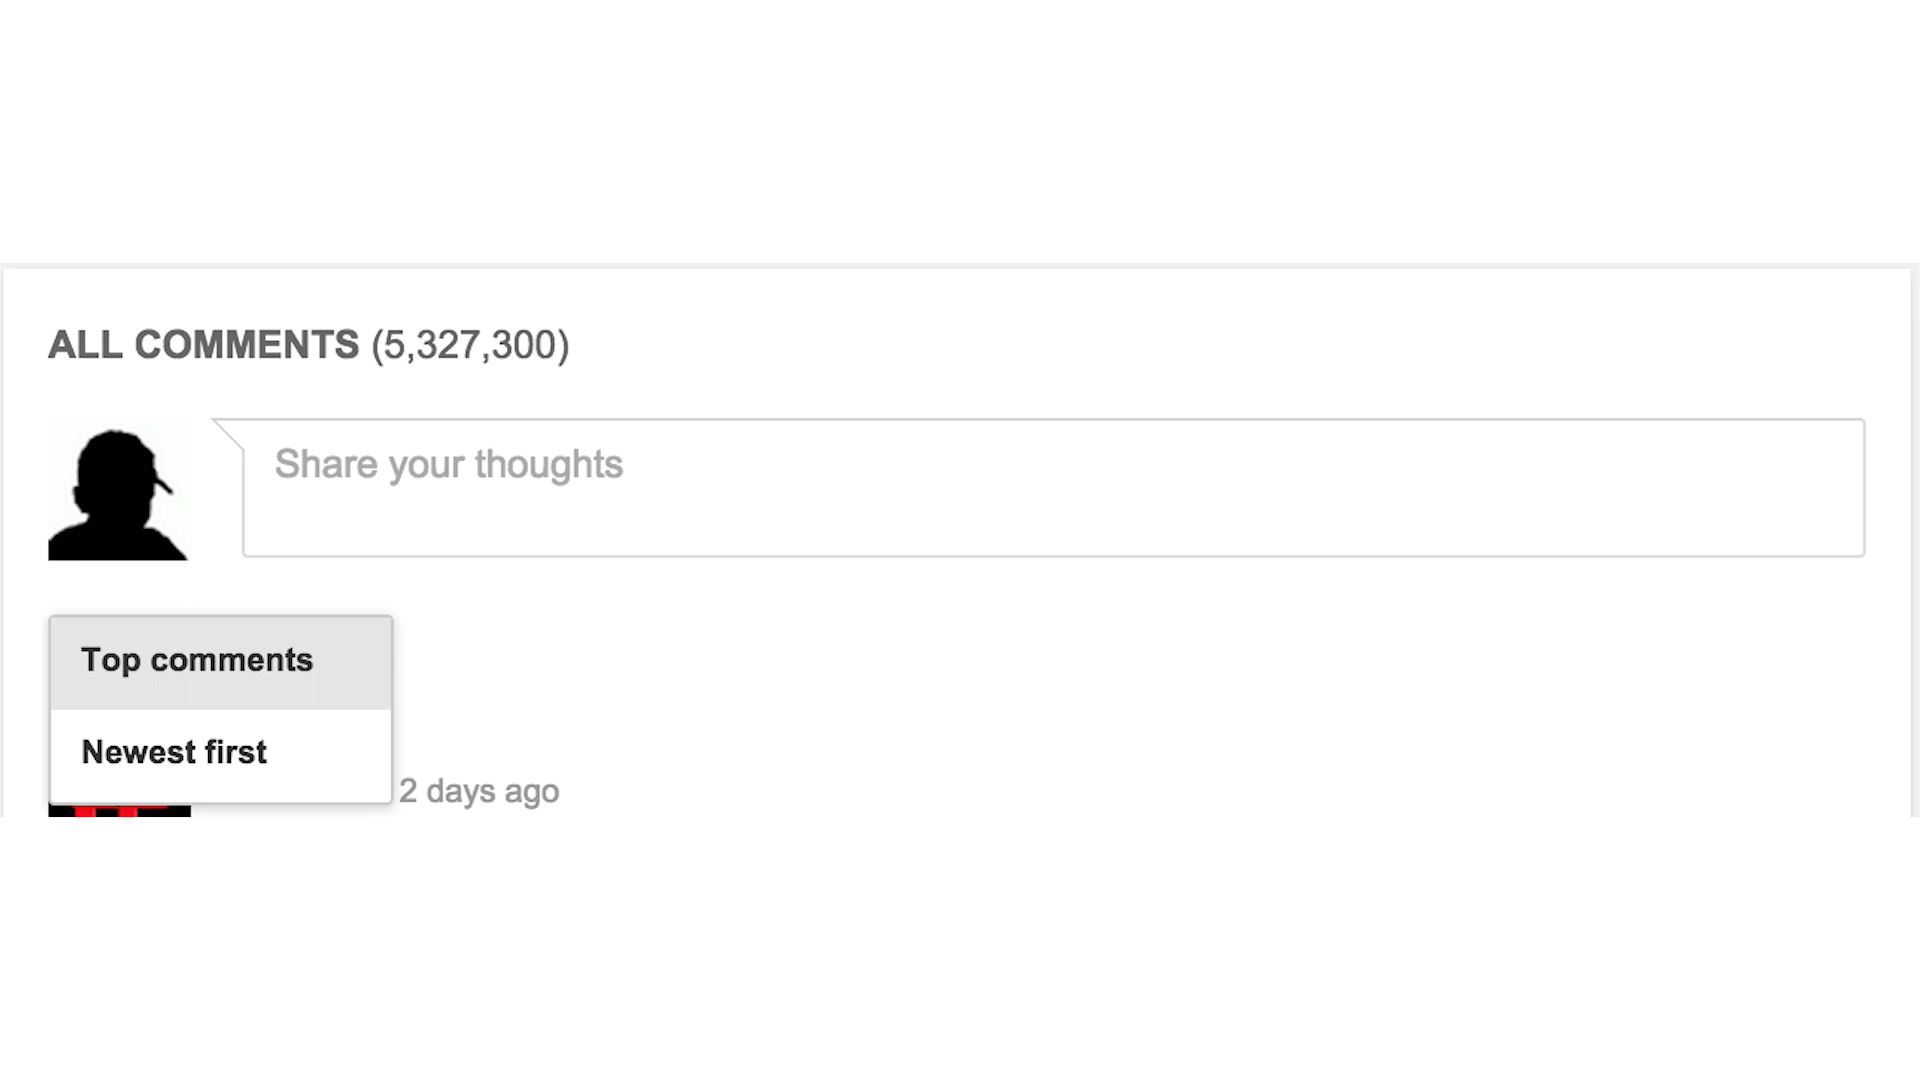 ALL COMMENTS (5,327,300)
Share your thoughts
Top comments
Newest first
2 days ago